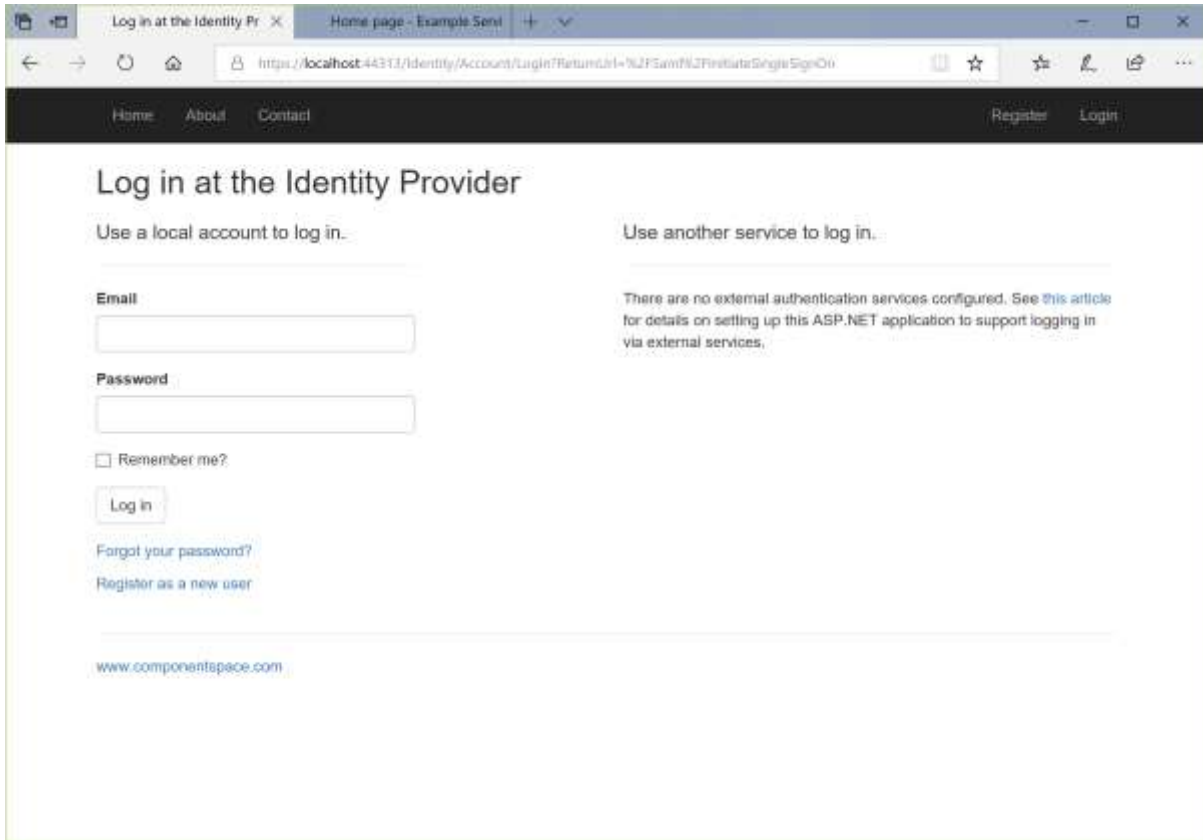 Log in at the Identity Pr
Home page - Example Servi
https://localhost:44313/Identity/Account/Login?ReturnUrl=%2FSaml%2FInitiateSingleSignOn
Home About Contact Register Login
Log in at the Identity Provider
Use a local account to log in.
Email
Password
Remember me?
Log in
Forgot your password?
Register as a new user
Use another service to log in.
There are no external authentication services configured. See this article
for details on setting up this ASP.NET application to support logging in
via external services.
www.componentspace.com